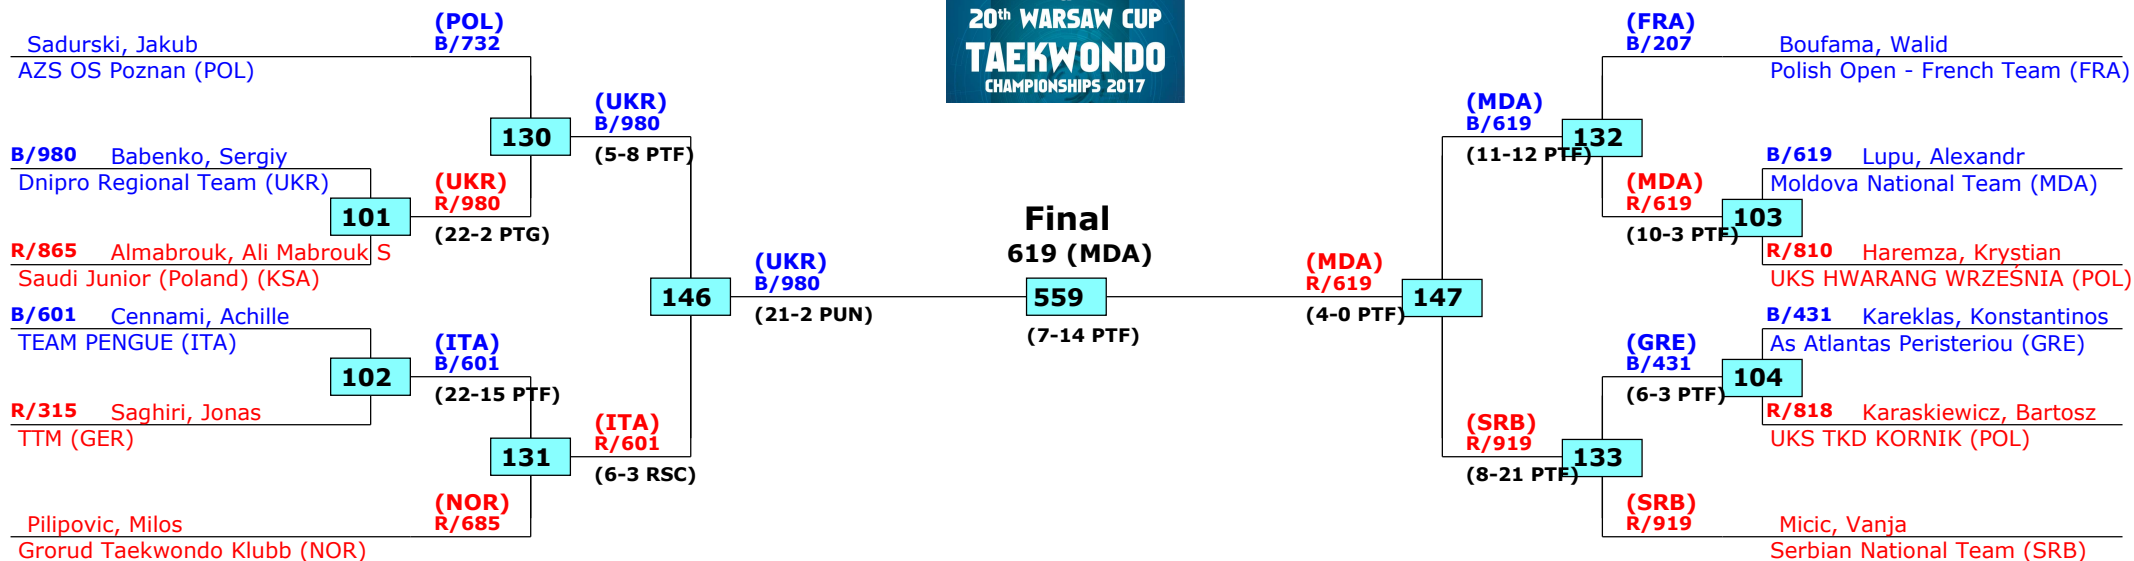 20th WARSAW CUP
TAEKWONDO
CHAMPIONSHIPS 2017
(POL)
B/732
Sadurski, Jakub
AZS OS Poznan (POL)
(UKR)
B/980
130
(5-8 PTF)
B/980 Babenko, Sergiy
Dnipro Regional Team (UKR)
(UKR)
R/980
101
(22-2 PTG)
R/865 Almabrouk, Ali Mabrouk S
Saudi Junior (Poland) (KSA)
(UKR)
B/980
146
(21-2 PUN)
B/601 Cennami, Achille
TEAM PENGUE (ITA)
(ITA)
B/601
102
(22-15 PTF)
R/315 Saghiri, Jonas
TTM (GER)
(ITA)
R/601
131
(6-3 RSC)
(NOR)
R/685
Pilipovic, Milos
Grorud Taekwondo Klubb (NOR)
Final
619 (MDA)
559
(7-14 PTF)
(FRA)
B/207
Boufama, Walid
Polish Open - French Team (FRA)
(MDA)
B/619
132
(11-12 PTF)
B/619 Lupu, Alexandr
Moldova National Team (MDA)
(MDA)
R/619
103
(10-3 PTF)
R/810 Haremza, Krystian
UKS HWARANG WRZEŚNIA (POL)
(MDA)
R/619
147
(4-0 PTF)
B/431 Kareklas, Konstantinos
As Atlantas Peristeriou (GRE)
(GRE)
B/431
104
(6-3 PTF)
R/818 Karaskiewicz, Bartosz
UKS TKD KORNIK (POL)
(SRB)
R/919
133
(8-21 PTF)
(SRB)
R/919
Micic, Vanja
Serbian National Team (SRB)